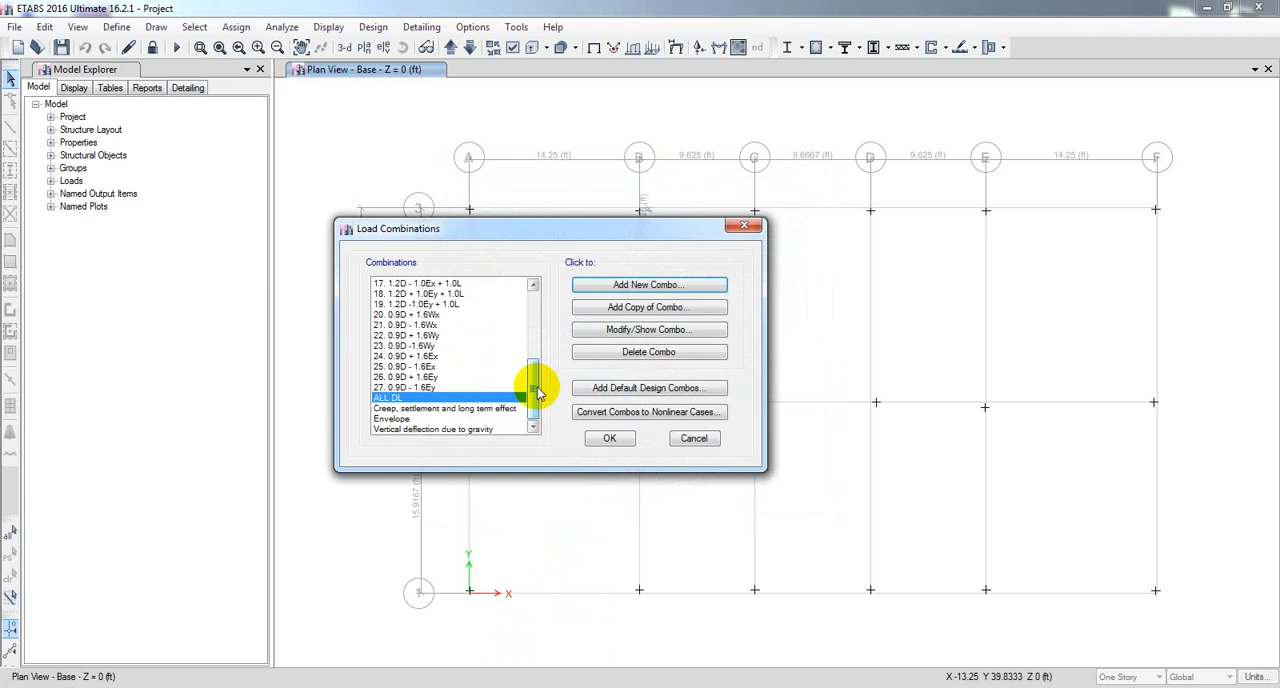 ETABS 2016 Ultimate 16.2.1 - Project
File Edit View Define Draw Select Assign Analyze Display Design Detailing Options Tools Help
3-d Plá elé nd
Model Explorer
Plan View - Base - Z = 0 (ft)
Model Display Tables Reports Detailing
Model
Project
Structure Layout
Properties
Structural Objects
Groups
Loads
Named Output Items
Named Plots
A B C D E F
14.25 (ft) 9.625 (ft) 9.6667 (ft) 9.625 (ft) 14.25 (ft)
3
Load Combinations
Combinations
17. 1.2D - 1.0Ex + 1.0L
18. 1.2D + 1.0Ey + 1.0L
19. 1.2D -1.0Ey + 1.0L
20. 0.9D + 1.6Wx
21. 0.9D - 1.6Wx
22. 0.9D + 1.6Wy
23. 0.9D -1.6Wy
24. 0.9D + 1.6Ex
25. 0.9D - 1.6Ex
26. 0.9D + 1.6Ey
27. 0.9D - 1.6Ey
ALL DL
Creep, settlement and long term effect
Envelope
Vertical deflection due to gravity
Click to:
Add New Combo...
Add Copy of Combo...
Modify/Show Combo...
Delete Combo
Add Default Design Combos...
Convert Combos to Nonlinear Cases...
OK Cancel
15.9167 (ft)
Y
X
1
Plan View - Base - Z = 0 (ft)
X -13.25 Y 39.8333 Z 0 (ft)
One Story
Global
Units...